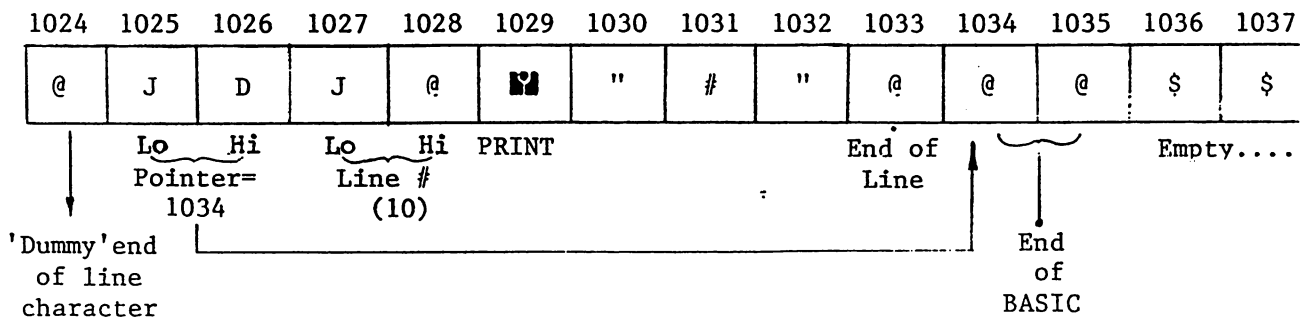 1024 1025 1026 1027 1028 1029 1030 1031 1032 1033 1034 1035 1036 1037
@ J D J @ " # " @ @ @ $ $
Lo Hi Lo Hi PRINT End of Empty....
Pointer= Line # Line
1034 (10)
'Dummy'end End
of line of
character BASIC